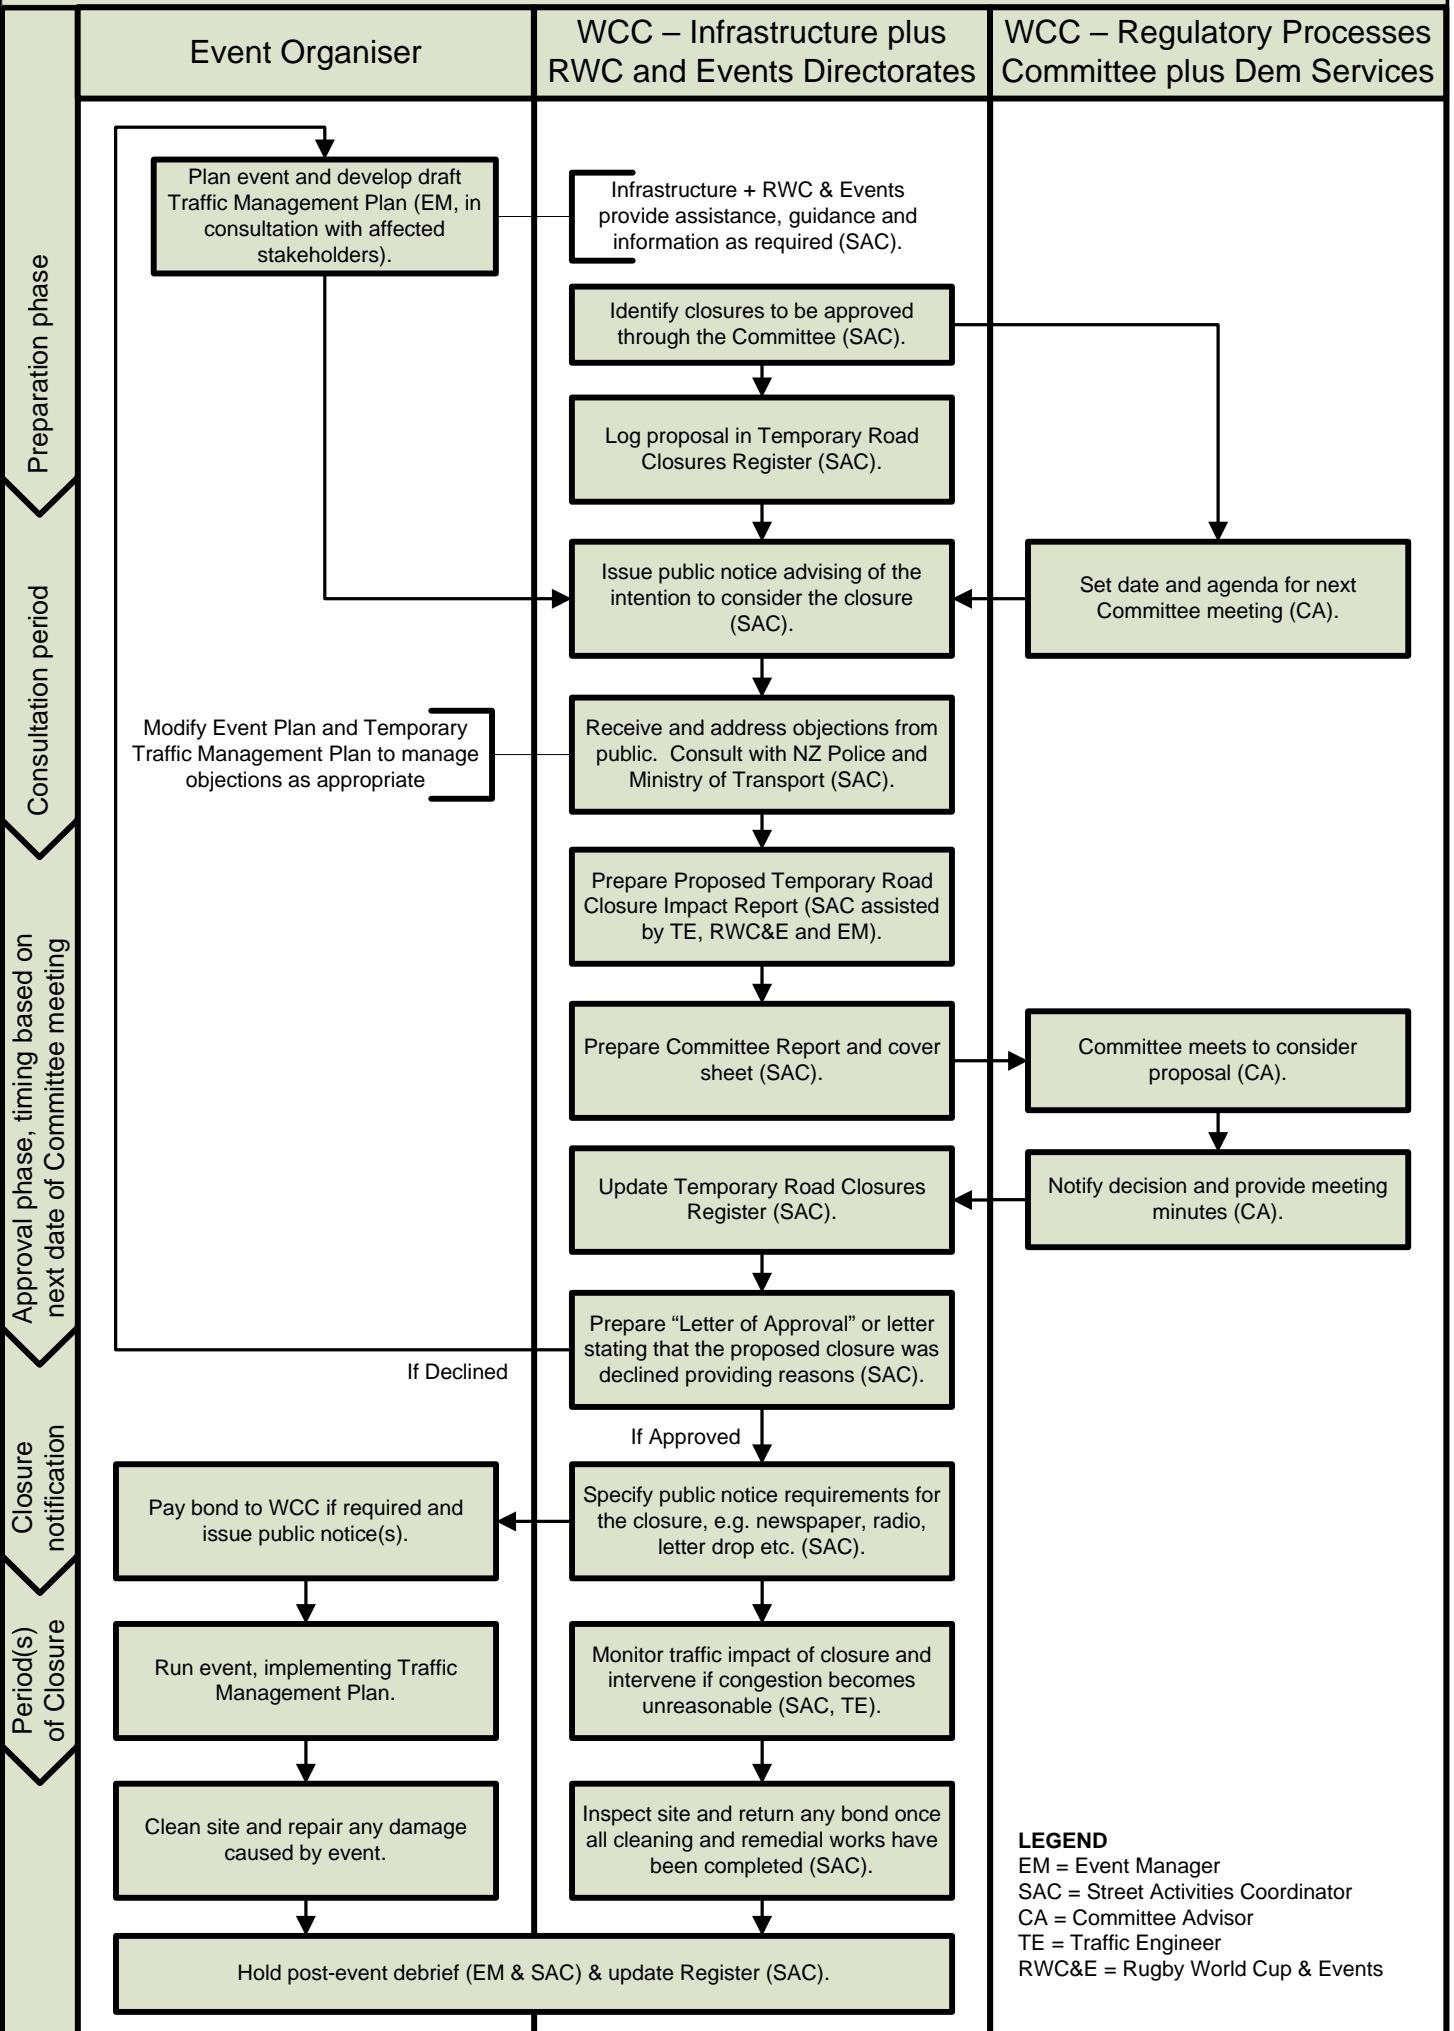 Event Organiser
WCC – Infrastructure plus
RWC and Events Directorates
WCC – Regulatory Processes
Committee plus Dem Services
Preparation phase
Plan event and develop draft
Traffic Management Plan (EM, in
consultation with affected
stakeholders).
Infrastructure + RWC & Events
provide assistance, guidance and
information as required (SAC).
Identify closures to be approved
through the Committee (SAC).
Log proposal in Temporary Road
Closures Register (SAC).
Consultation period
Issue public notice advising of the
intention to consider the closure
(SAC).
Set date and agenda for next
Committee meeting (CA).
Modify Event Plan and Temporary
Traffic Management Plan to manage
objections as appropriate
Receive and address objections from
public.  Consult with NZ Police and
Ministry of Transport (SAC).
Approval phase, timing based on
next date of Committee meeting
Prepare Proposed Temporary Road
Closure Impact Report (SAC assisted
by TE, RWC&E and EM).
Prepare Committee Report and cover
sheet (SAC).
Committee meets to consider
proposal (CA).
Update Temporary Road Closures
Register (SAC).
Notify decision and provide meeting
minutes (CA).
Prepare “Letter of Approval” or letter
stating that the proposed closure was
declined providing reasons (SAC).
If Declined
If Approved
Closure
notification
Pay bond to WCC if required and
issue public notice(s).
Specify public notice requirements for
the closure, e.g. newspaper, radio,
letter drop etc. (SAC).
Period(s)
of Closure
Run event, implementing Traffic
Management Plan.
Monitor traffic impact of closure and
intervene if congestion becomes
unreasonable (SAC, TE).
Clean site and repair any damage
caused by event.
Inspect site and return any bond once
all cleaning and remedial works have
been completed (SAC).
Hold post-event debrief (EM & SAC) & update Register (SAC).
LEGEND
EM = Event Manager
SAC = Street Activities Coordinator
CA = Committee Advisor
TE = Traffic Engineer
RWC&E = Rugby World Cup & Events